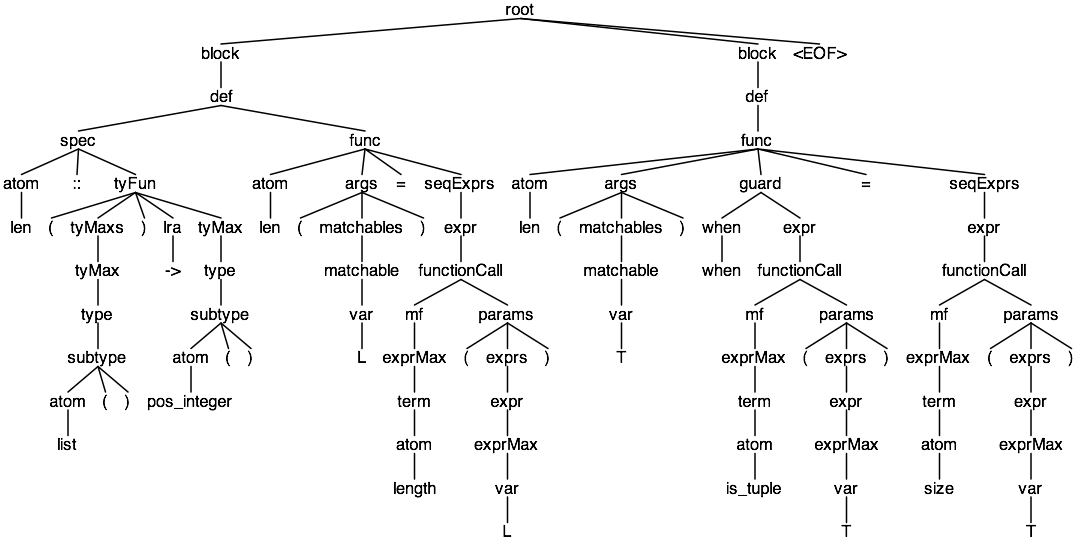 root
block block <EOF>
def def
spec func func
atom :: tyFun atom args = seqExprs atom args guard = seqExprs
len ( tyMaxs ) lra tyMax len ( matchables ) expr len ( matchables ) when expr expr
tyMax -> type matchable functionCall matchable when functionCall functionCall
type subtype var mf params var mf params mf params
subtype atom ( ) L exprMax ( exprs ) T exprMax ( exprs ) exprMax ( exprs )
atom ( ) pos_integer term expr term expr term expr
list atom exprMax atom exprMax atom exprMax
length var is_tuple var size var
L T T